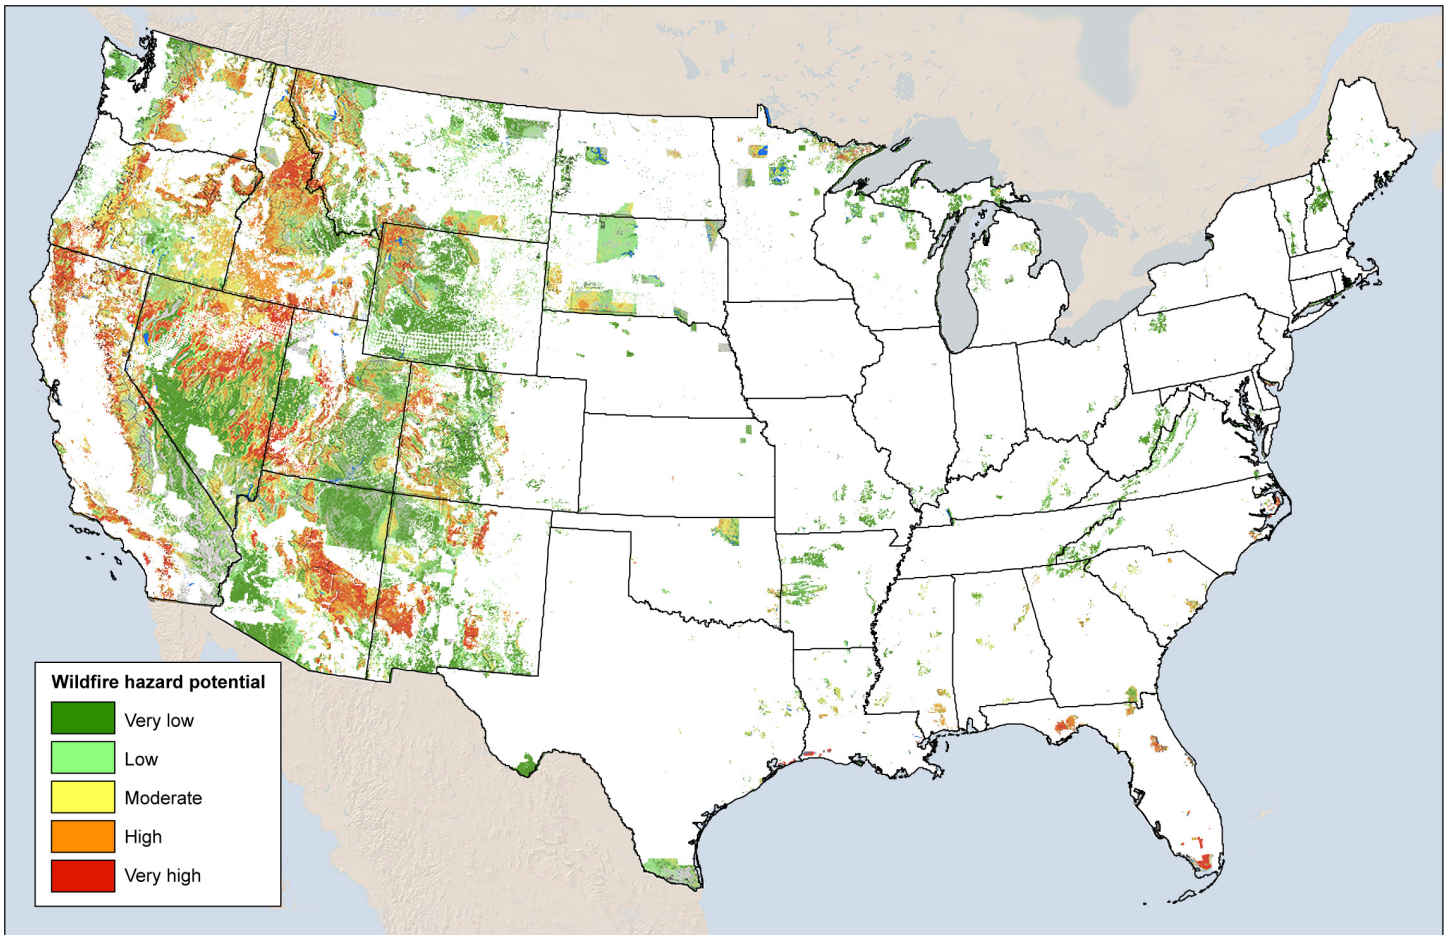 Wildfire hazard potential
Very low
Low
Moderate
High
Very high